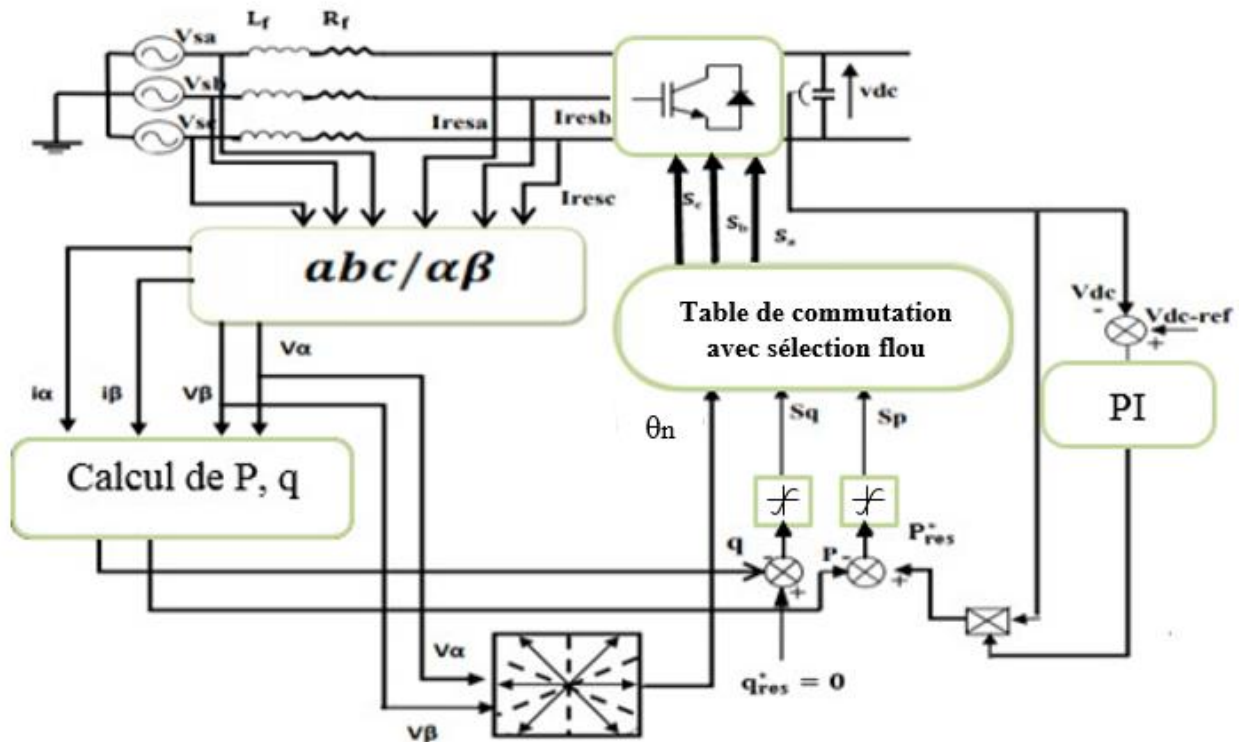 Lf
Rf
Vsa
Vsb
Vsc
Iresa
Iresb
Iresc
vdc
abc/αβ
Sc
Sb
Sa
Table de commutation
avec sélection flou
Vdc
-
Vdc-ref
+
PI
iα
iβ
Vβ
Vα
θn
Sq
Sp
Calcul de P, q
q
-
+
P
-
+
P*res
q*res = 0
Vα
Vβ